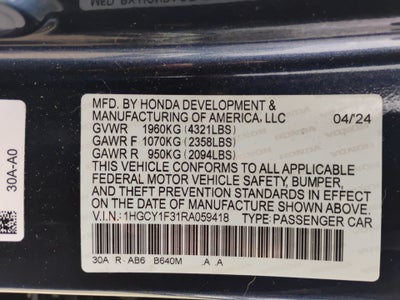 MFD. BY HONDA DEVELOPMENT &
MANUFACTURING OF AMERICA, LLC 04/24
GVWR 1960KG (4321LBS)
GAWR F 1070KG (2358LBS)
GAWR R 950KG (2094LBS)
THIS VEHICLE CONFORMS TO ALL APPLICABLE
FEDERAL MOTOR VEHICLE SAFETY, BUMPER,
AND THEFT PREVENTION STANDARDS IN EFFECT ON
THE DATE OF MANUFACTURE SHOWN ABOVE.
V.I.N.: 1HGCY1F31RA059418 TYPE: PASSENGER CAR
30A R AB6 B640M A A
30A-A0